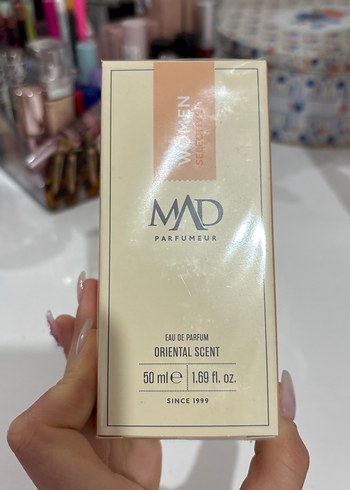 WOMEN
SELECTIVE
MAD
PARFUMEUR
EAU DE PARFUM
ORIENTAL SCENT
50 ml℮ 1.69 fl. oz.
SINCE 1999